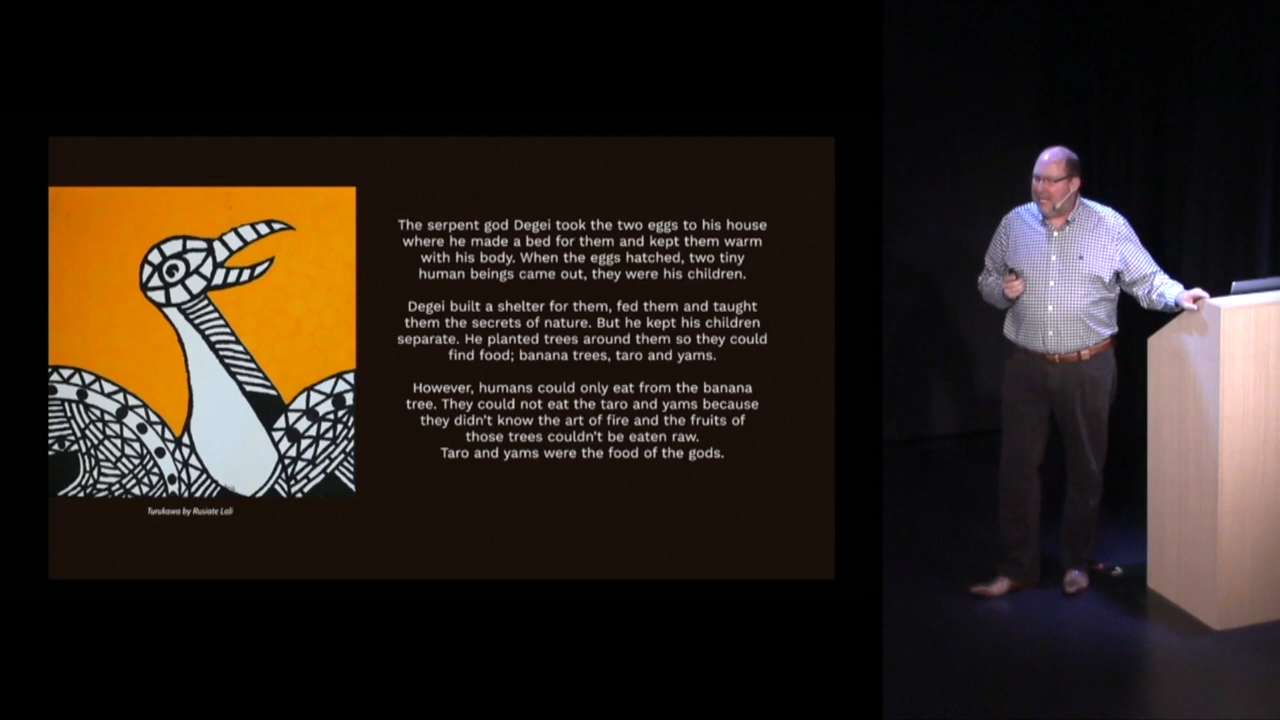 The serpent god Degei took the two eggs to his house
where he made a bed for them and kept them warm
with his body. When the eggs hatched, two tiny
human beings came out, they were his children.
Degei built a shelter for them, fed them and taught
them the secrets of nature. But he kept his children
separate. He planted trees around them so they could
find food; banana trees, taro and yams.
However, humans could only eat from the banana
tree. They could not eat the taro and yams because
they didn't know the art of fire and the fruits of
those trees couldn't be eaten raw.
Taro and yams were the food of the gods.
Turukawa by Rusiate Lali